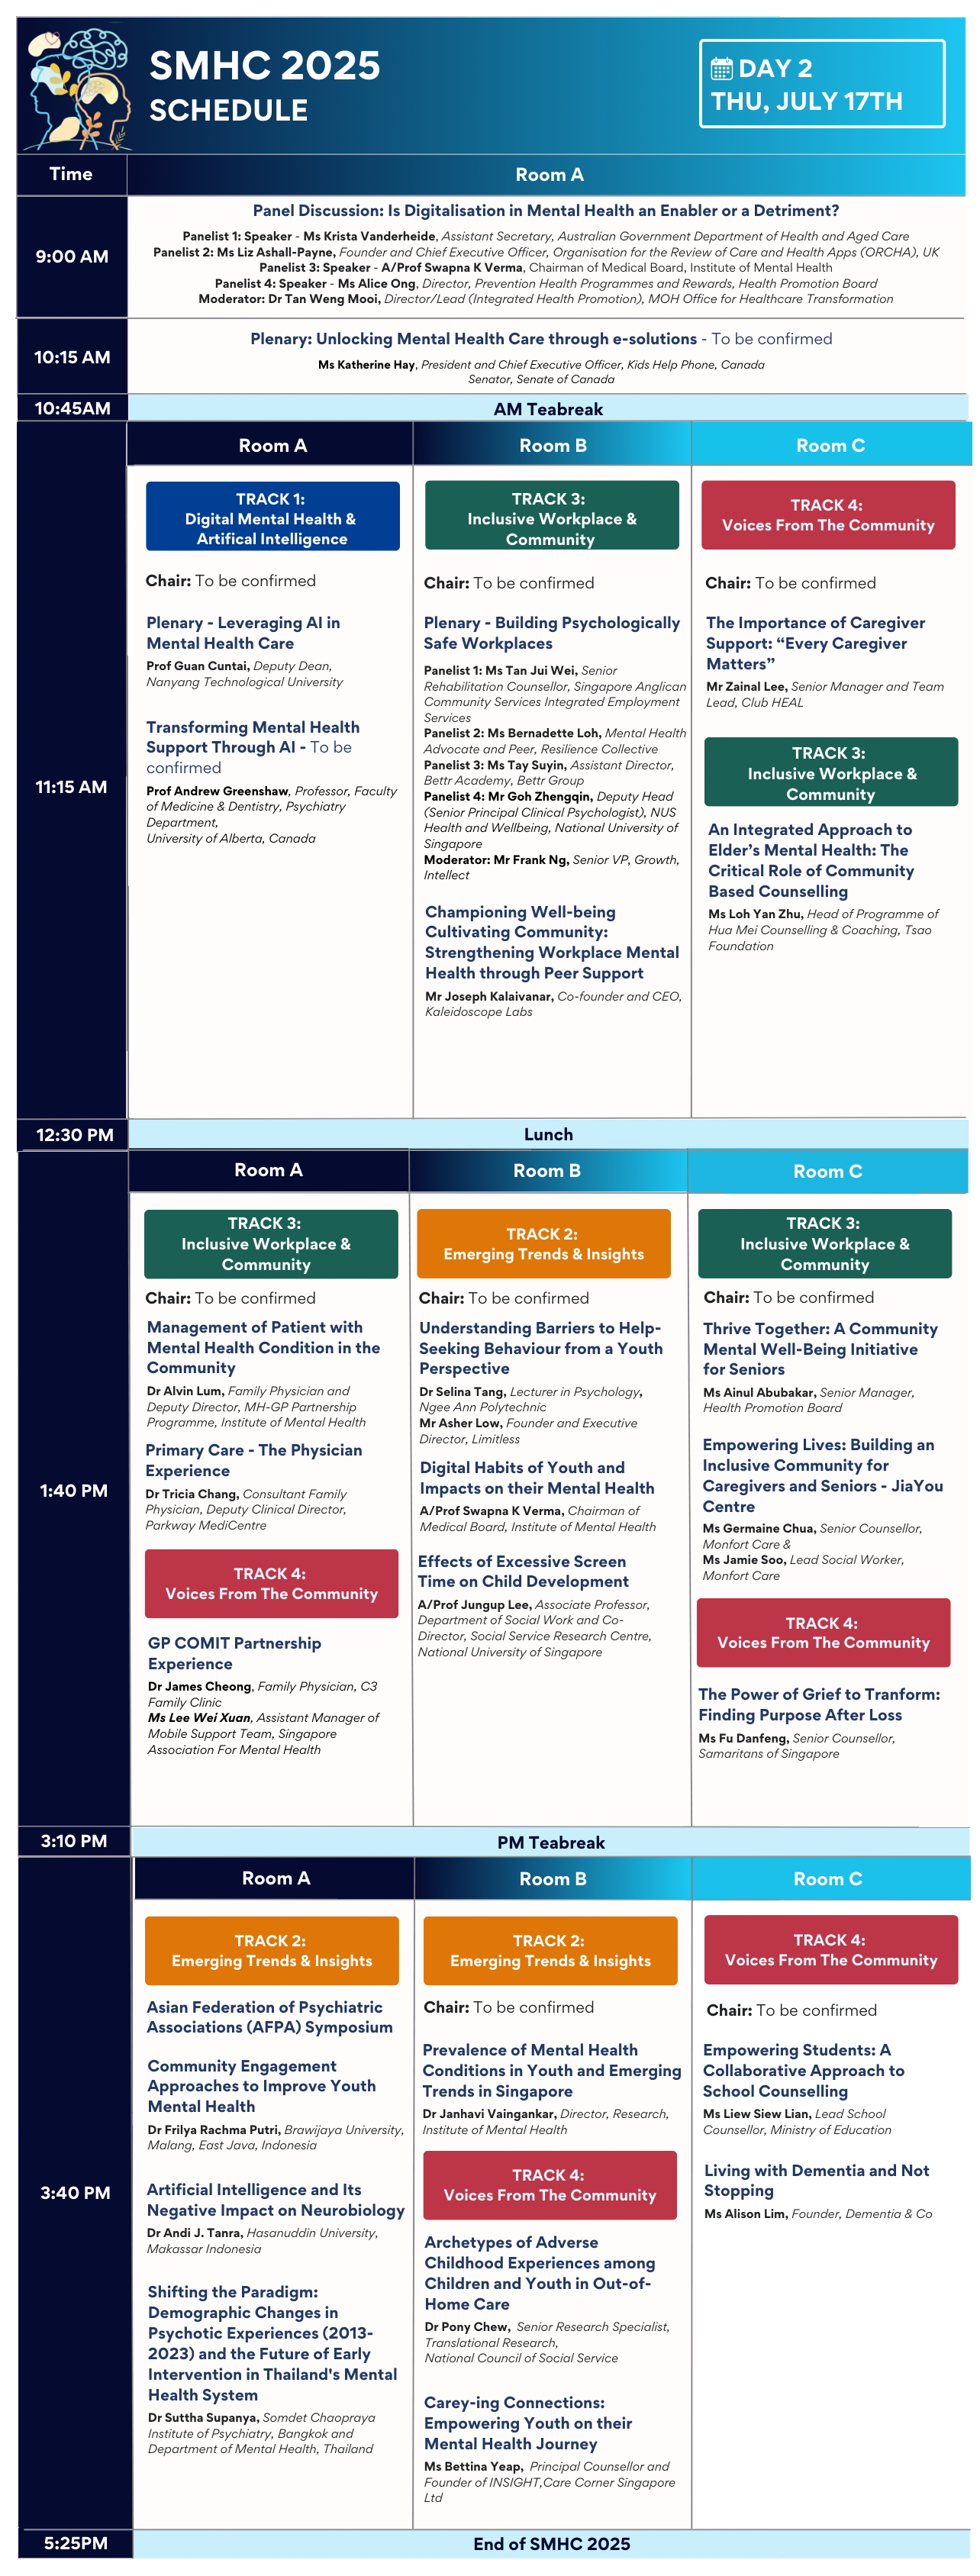 SMHC 2025
SCHEDULE
DAY 2
THU, JULY 17TH
Time
Room A
9:00 AM
Panel Discussion: Is Digitalisation in Mental Health an Enabler or a Detriment?
Panelist 1: Speaker - Ms Krista Vanderheide, Assistant Secretary, Australian Government Department of Health and Aged Care
Panelist 2: Ms Liz Ashall-Payne, Founder and Chief Executive Officer, Organisation for the Review of Care and Health Apps (ORCHA), UK
Panelist 3: Speaker - A/Prof Swapna K Verma, Chairman of Medical Board, Institute of Mental Health
Panelist 4: Speaker - Ms Alice Ong, Director, Prevention Health Programmes and Rewards, Health Promotion Board
Moderator: Dr Tan Weng Mooi, Director/Lead (Integrated Health Promotion), MOH Office for Healthcare Transformation
10:15 AM
Plenary: Unlocking Mental Health Care through e-solutions - To be confirmed
Ms Katherine Hay, President and Chief Executive Officer, Kids Help Phone, Canada
Senator, Senate of Canada
10:45AM
AM Teabreak
11:15 AM
Room A
TRACK 1:
Digital Mental Health &
Artifical Intelligence
Chair: To be confirmed
Plenary - Leveraging AI in
Mental Health Care
Prof Guan Cuntai, Deputy Dean,
Nanyang Technological University
Transforming Mental Health
Support Through AI - To be
confirmed
Prof Andrew Greenshaw, Professor, Faculty
of Medicine & Dentistry, Psychiatry
Department,
University of Alberta, Canada
Room B
TRACK 3:
Inclusive Workplace &
Community
Chair: To be confirmed
Plenary - Building Psychologically
Safe Workplaces
Panelist 1: Ms Tan Jui Wei, Senior
Rehabilitation Counsellor, Singapore Anglican
Community Services Integrated Employment
Services
Panelist 2: Ms Bernadette Loh, Mental Health
Advocate and Peer, Resilience Collective
Panelist 3: Ms Tay Suyin, Assistant Director,
Bettr Academy, Bettr Group
Panelist 4: Mr Goh Zhengqin, Deputy Head
(Senior Principal Clinical Psychologist), NUS
Health and Wellbeing, National University of
Singapore
Moderator: Mr Frank Ng, Senior VP, Growth,
Intellect
Championing Well-being
Cultivating Community:
Strengthening Workplace Mental
Health through Peer Support
Mr Joseph Kalaivanar, Co-founder and CEO,
Kaleidoscope Labs
Room C
TRACK 4:
Voices From The Community
Chair: To be confirmed
The Importance of Caregiver
Support: “Every Caregiver
Matters”
Mr Zainal Lee, Senior Manager and Team
Lead, Club HEAL
TRACK 3:
Inclusive Workplace &
Community
An Integrated Approach to
Elder’s Mental Health: The
Critical Role of Community
Based Counselling
Ms Loh Yan Zhu, Head of Programme of
Hua Mei Counselling & Coaching, Tsao
Foundation
12:30 PM
Lunch
1:40 PM
Room A
TRACK 3:
Inclusive Workplace &
Community
Chair: To be confirmed
Management of Patient with
Mental Health Condition in the
Community
Dr Alvin Lum, Family Physician and
Deputy Director, MH-GP Partnership
Programme, Institute of Mental Health
Primary Care - The Physician
Experience
Dr Tricia Chang, Consultant Family
Physician, Deputy Clinical Director,
Parkway MediCentre
TRACK 4:
Voices From The Community
GP COMIT Partnership
Experience
Dr James Cheong, Family Physician, C3
Family Clinic
Ms Lee Wei Xuan, Assistant Manager of
Mobile Support Team, Singapore
Association For Mental Health
Room B
TRACK 2:
Emerging Trends & Insights
Chair: To be confirmed
Understanding Barriers to Help-
Seeking Behaviour from a Youth
Perspective
Dr Selina Tang, Lecturer in Psychology,
Ngee Ann Polytechnic
Mr Asher Low, Founder and Executive
Director, Limitless
Digital Habits of Youth and
Impacts on their Mental Health
A/Prof Swapna K Verma, Chairman of
Medical Board, Institute of Mental Health
Effects of Excessive Screen
Time on Child Development
A/Prof Jungup Lee, Associate Professor,
Department of Social Work and Co-
Director, Social Service Research Centre,
National University of Singapore
Room C
TRACK 3:
Inclusive Workplace &
Community
Chair: To be confirmed
Thrive Together: A Community
Mental Well-Being Initiative
for Seniors
Ms Ainul Abubakar, Senior Manager,
Health Promotion Board
Empowering Lives: Building an
Inclusive Community for
Caregivers and Seniors - JiaYou
Centre
Ms Germaine Chua, Senior Counsellor,
Monfort Care &
Ms Jamie Soo, Lead Social Worker,
Monfort Care
TRACK 4:
Voices From The Community
The Power of Grief to Tranform:
Finding Purpose After Loss
Ms Fu Danfeng, Senior Counsellor,
Samaritans of Singapore
3:10 PM
PM Teabreak
3:40 PM
Room A
TRACK 2:
Emerging Trends & Insights
Asian Federation of Psychiatric
Associations (AFPA) Symposium
Community Engagement
Approaches to Improve Youth
Mental Health
Dr Frilya Rachma Putri, Brawijaya University,
Malang, East Java, Indonesia
Artificial Intelligence and Its
Negative Impact on Neurobiology
Dr Andi J. Tanra, Hasanuddin University,
Makassar Indonesia
Shifting the Paradigm:
Demographic Changes in
Psychotic Experiences (2013-
2023) and the Future of Early
Intervention in Thailand's Mental
Health System
Dr Suttha Supanya, Somdet Chaopraya
Institute of Psychiatry, Bangkok and
Department of Mental Health, Thailand
Room B
TRACK 2:
Emerging Trends & Insights
Chair: To be confirmed
Prevalence of Mental Health
Conditions in Youth and Emerging
Trends in Singapore
Dr Janhavi Vaingankar, Director, Research,
Institute of Mental Health
TRACK 4:
Voices From The Community
Archetypes of Adverse
Childhood Experiences among
Children and Youth in Out-of-
Home Care
Dr Pony Chew, Senior Research Specialist,
Translational Research,
National Council of Social Service
Carey-ing Connections:
Empowering Youth on their
Mental Health Journey
Ms Bettina Yeap, Principal Counsellor and
Founder of INSIGHT,Care Corner Singapore
Ltd
Room C
TRACK 4:
Voices From The Community
Chair: To be confirmed
Empowering Students: A
Collaborative Approach to
School Counselling
Ms Liew Siew Lian, Lead School
Counsellor, Ministry of Education
Living with Dementia and Not
Stopping
Ms Alison Lim, Founder, Dementia & Co
5:25PM
End of SMHC 2025